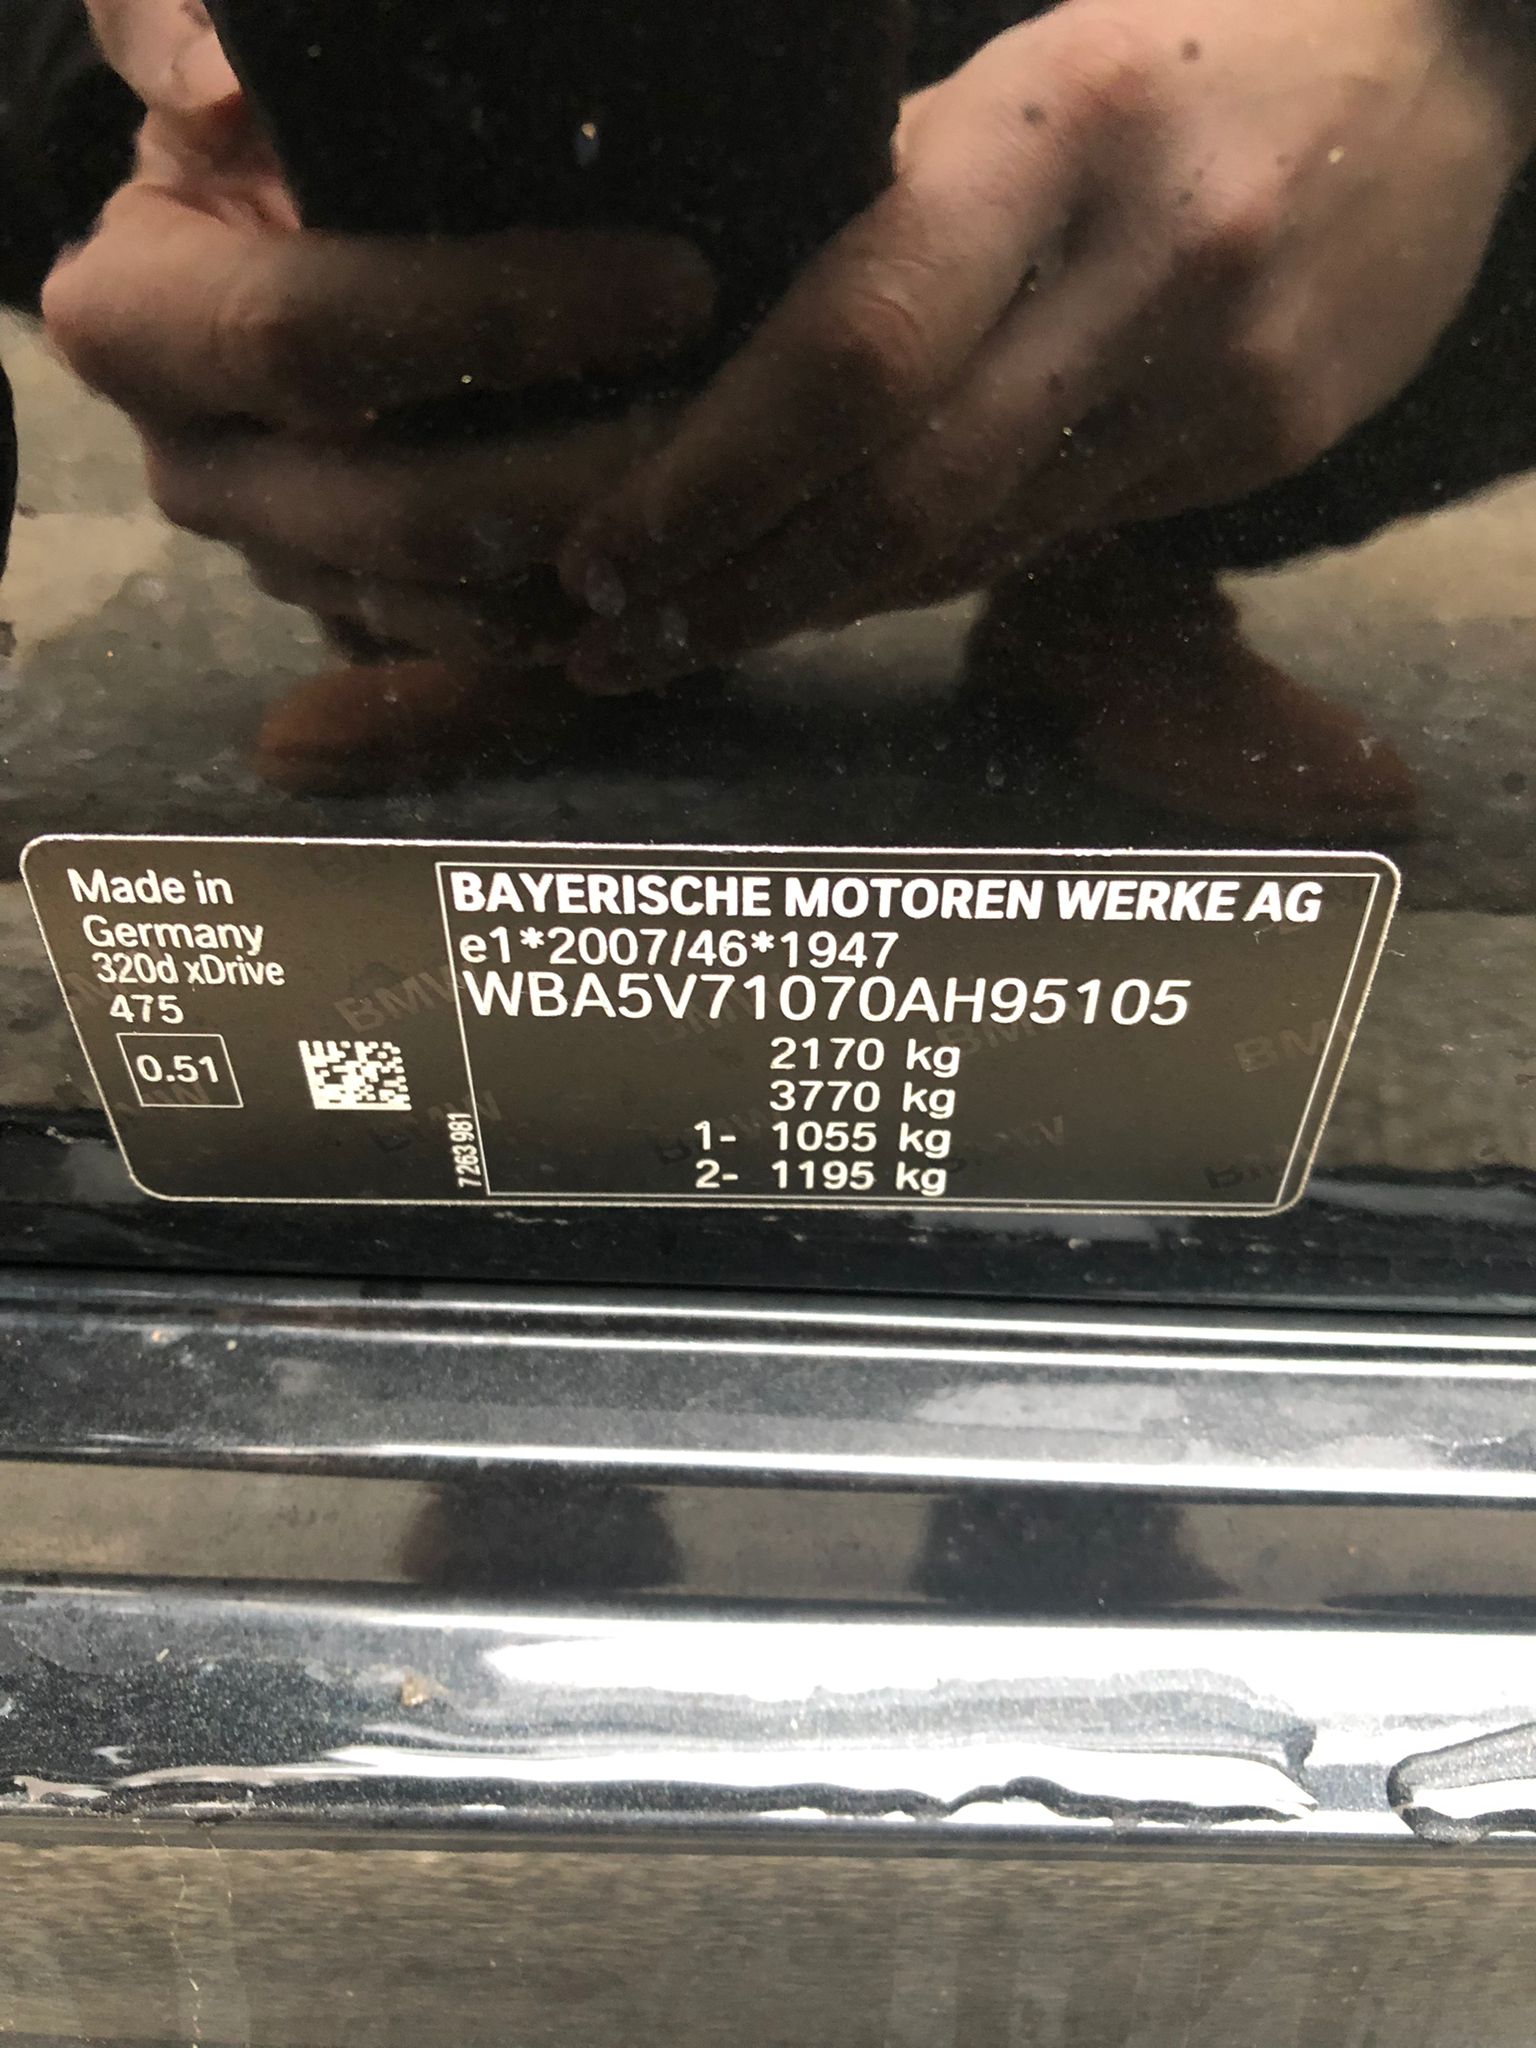 Made in
Germany
320d xDrive
475
0.51
7263981
BAYERISCHE MOTOREN WERKE AG
e1*2007/46*1947
WBA5V71070AH95105
2170 kg
3770 kg
1- 1055 kg
2- 1195 kg